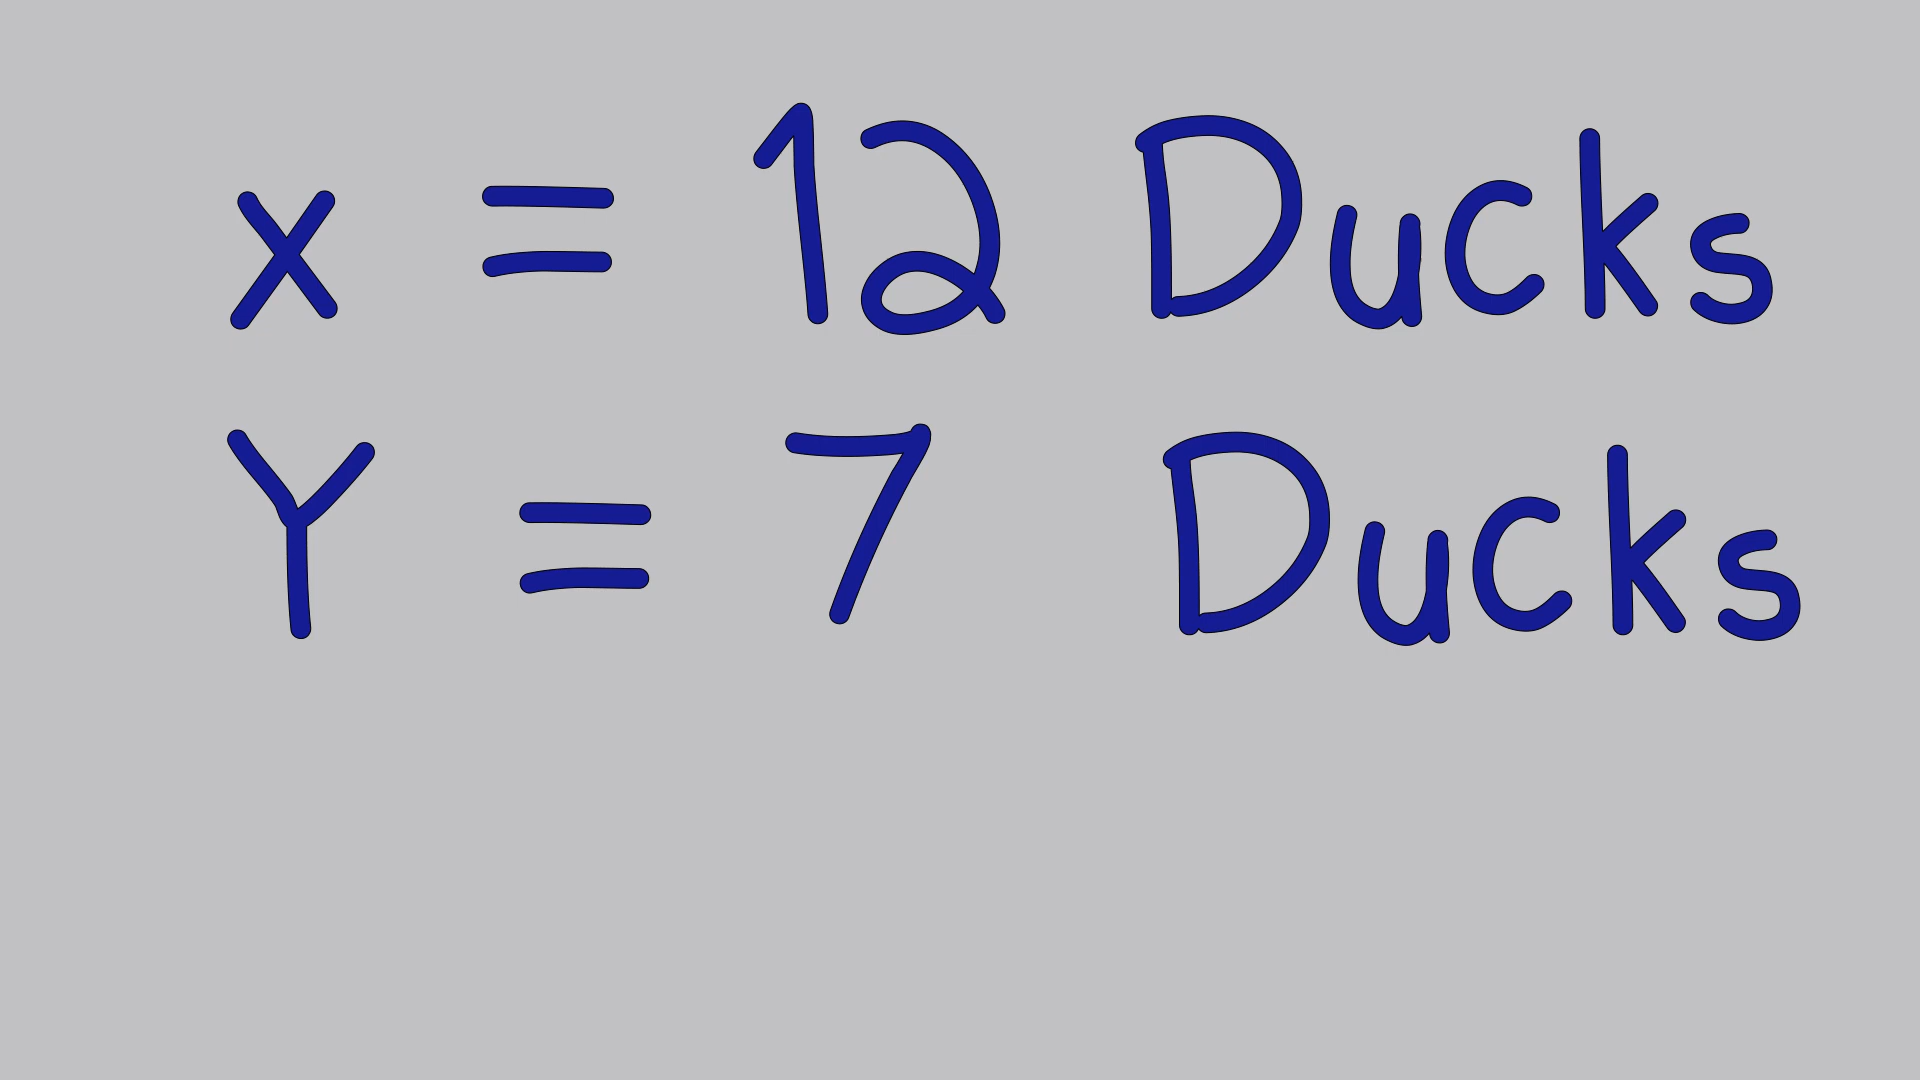 x = 12 Ducks
Y = 7 Ducks